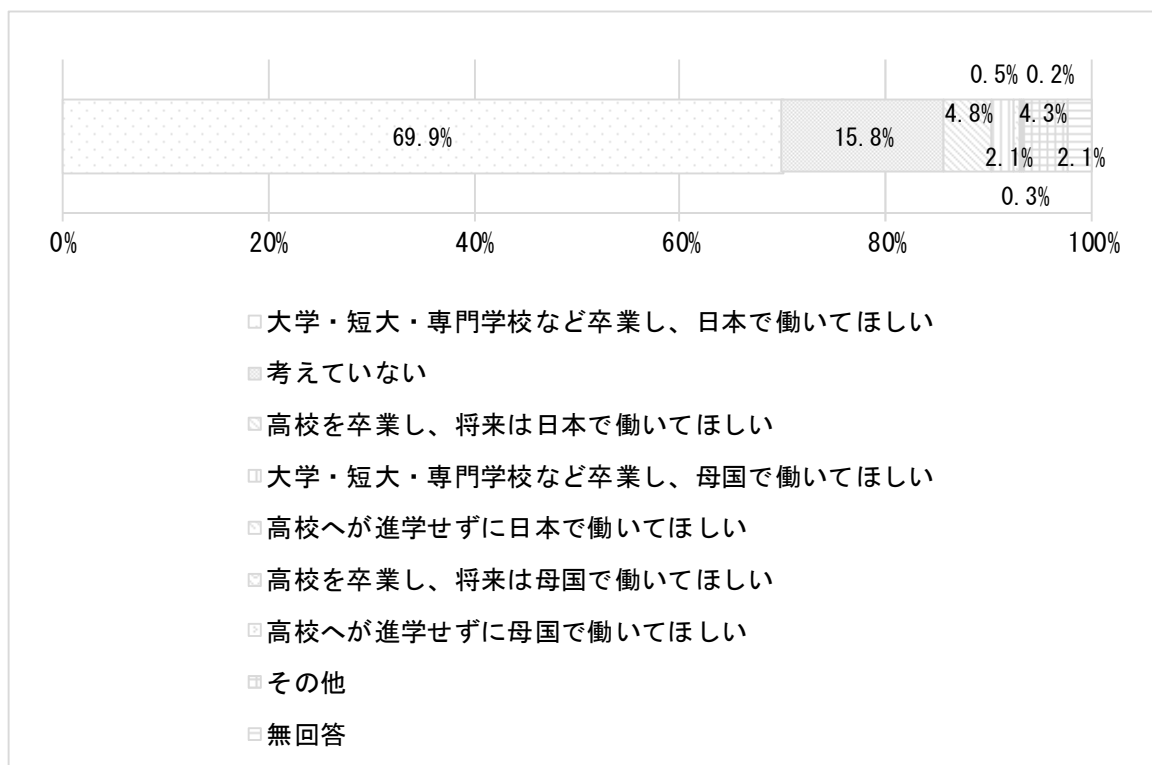 0.5% 0.2%
69.9% 15.8% 4.8% 4.3%
2.1% 2.1%
0.3%
0% 20% 40% 60% 80% 100%
大学・短大・専門学校など卒業し、日本で働いてほしい
考えていない
高校を卒業し、将来は日本で働いてほしい
大学・短大・専門学校など卒業し、母国で働いてほしい
高校へが進学せずに日本で働いてほしい
高校を卒業し、将来は母国で働いてほしい
高校へが進学せずに母国で働いてほしい
その他
無回答